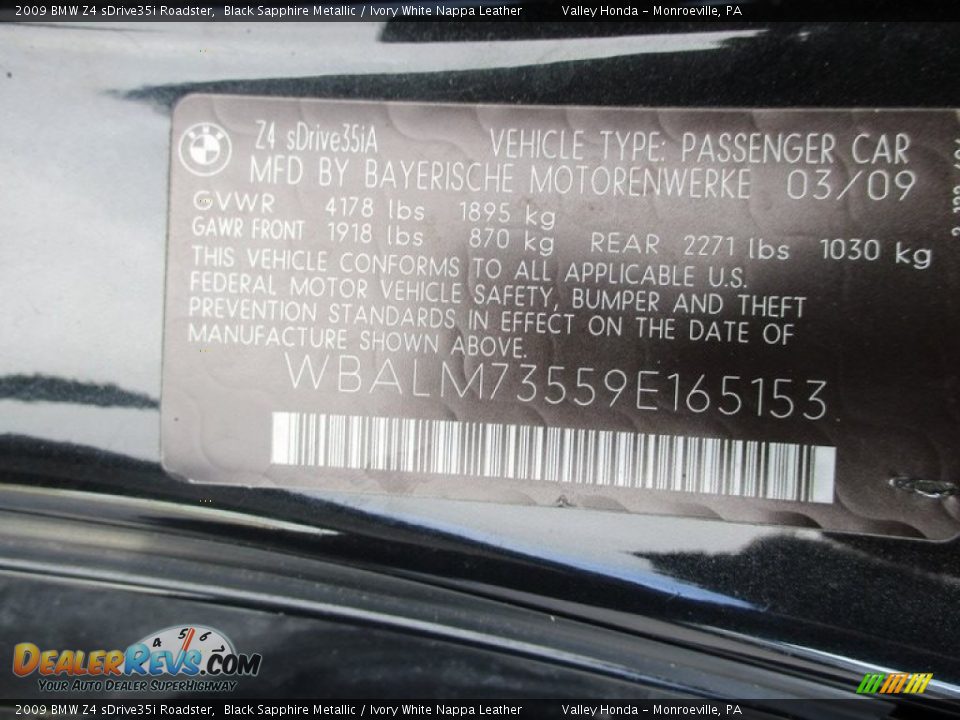 2009 BMW Z4 sDrive35i Roadster,  Black Sapphire Metallic / Ivory White Nappa Leather          Valley Honda - Monroeville, PA
Z4 sDrive35iA VEHICLE TYPE: PASSENGER CAR
MFD BY BAYERISCHE MOTORENWERKE 03/09
GVWR 4178 lbs 1895 kg
GAWR FRONT 1918 lbs 870 kg REAR 2271 lbs 1030 kg
THIS VEHICLE CONFORMS TO ALL APPLICABLE U.S.
FEDERAL MOTOR VEHICLE SAFETY, BUMPER AND THEFT
PREVENTION STANDARDS IN EFFECT ON THE DATE OF
MANUFACTURE SHOWN ABOVE.
WBALM73559E165153
4 5 6
DEALERREVS.COM
YOUR AUTO DEALER SUPERHIGHWAY
2009 BMW Z4 sDrive35i Roadster,  Black Sapphire Metallic / Ivory White Nappa Leather          Valley Honda - Monroeville, PA